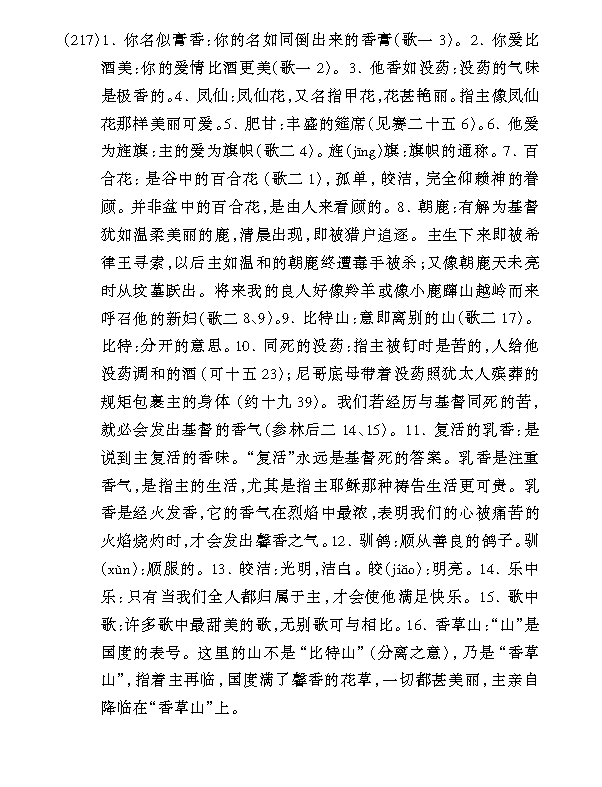 (217)1. 你名似膏香:你的名如同倒出来的香膏(歌一 3)。2. 你爱比
酒美:你的爱情比酒更美(歌一 2)。3. 他香如没药:没药的气味
是极香的。4. 凤仙:凤仙花,又名指甲花,花甚艳丽。指主像凤仙
花那样美丽可爱。5. 肥甘:丰盛的筵席(见赛二十五 6)。6. 他爱
为旌旗:主的爱为旗帜(歌二 4)。旌(jīng)旗:旗帜的通称。7. 百
合花: 是谷中的百合花 (歌二 1), 孤单, 皎洁, 完全仰赖神的眷
顾。并非盆中的百合花,是由人来看顾的。8. 朝鹿:有解为基督
犹如温柔美丽的鹿,清晨出现,即被猎户追逐。主生下来即被希
律王寻索,以后主如温和的朝鹿终遭毒手被杀;又像朝鹿天未亮
时从坟墓跃出。将来我的良人好像羚羊或像小鹿蹿山越岭而来
呼召他的新妇(歌二 8、9)。9. 比特山:意即离别的山(歌二 17)。
比特:分开的意思。10. 同死的没药:指主被钉时是苦的,人给他
没药调和的酒 (可十五 23); 尼哥底母带着没药照犹太人殡葬的
规矩包裹主的身体 (约十九 39)。我们若经历与基督同死的苦,
就必会发出基督的香气(参林后二 14、15)。11. 复活的乳香:是
说到主复活的香味。“复活”永远是基督死的答案。乳香是注重
香气,是指主的生活,尤其是指主耶稣那种祷告生活更可贵。乳
香是经火发香,它的香气在烈焰中最浓,表明我们的心被痛苦的
火焰烧灼时,才会发出馨香之气。12. 驯鸽:顺从善良的鸽子。驯
(xùn):顺服的。13. 皎洁:光明,洁白。皎(jiǎo):明亮。14. 乐中
乐:只有当我们全人都归属于主,才会使他满足快乐。15. 歌中
歌:许多歌中最甜美的歌,无别歌可与相比。16. 香草山:“山”是
国度的表号。这里的山不是“比特山” (分离之意), 乃是“香草
山”,指着主再临,国度满了馨香的花草,一切都甚美丽,主亲自
降临在“香草山”上。